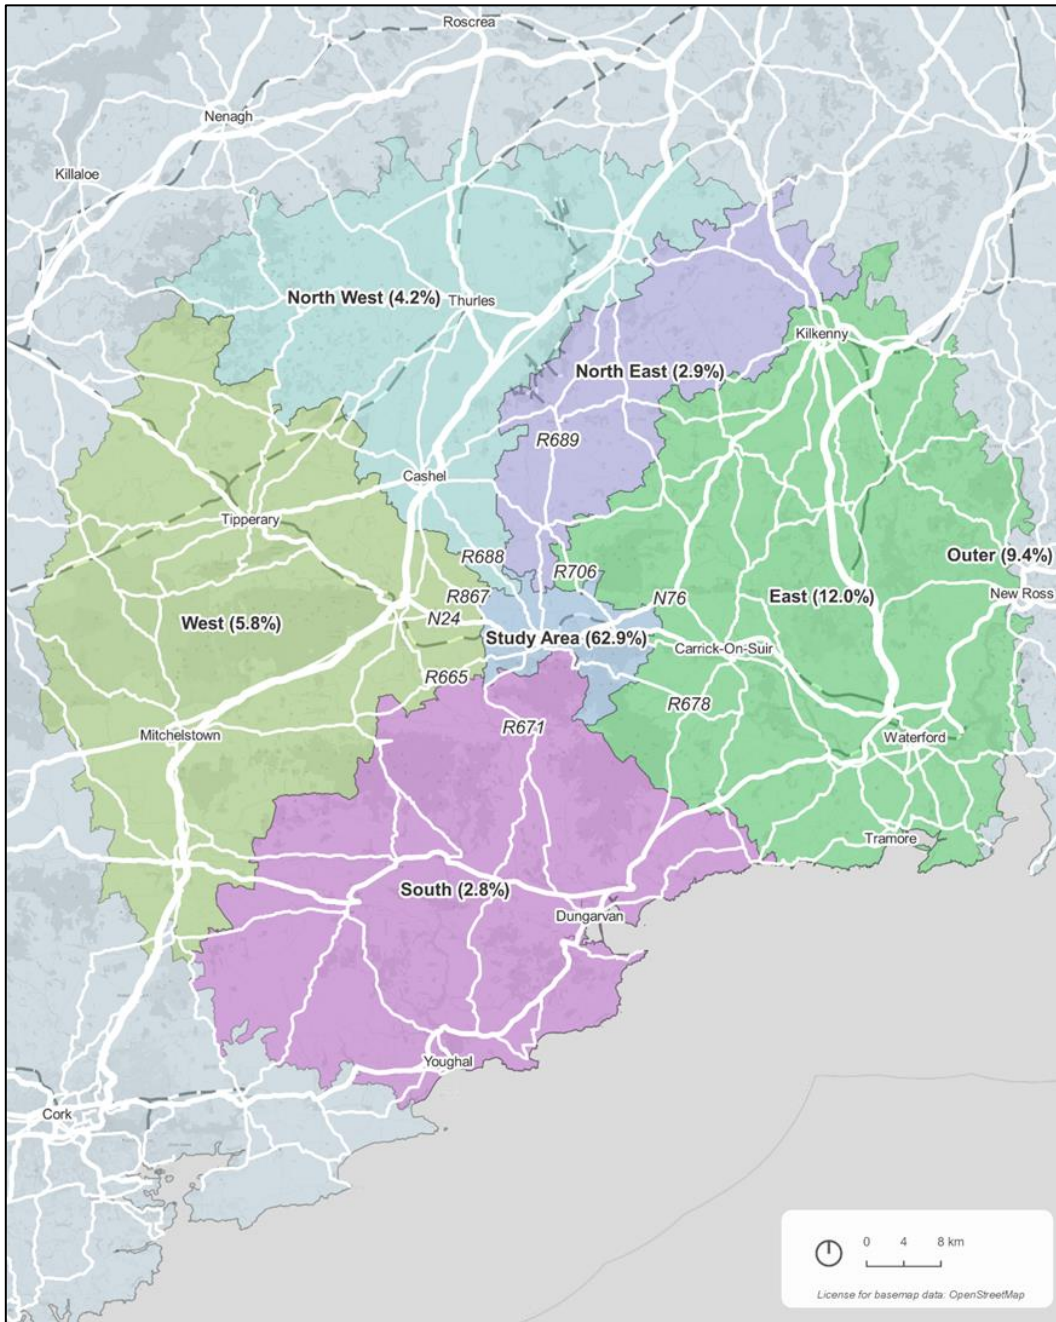 Roscrea
Nenagh
Killaloe
North West (4.2%)
Thurles
Kilkenny
North East (2.9%)
R689
Cashel
Tipperary
R688
R706
Outer (9.4%)
R867
N76
East (12.0%)
New Ross
West (5.8%)
N24
Study Area (62.9%)
Carrick-On-Suir
R665
R678
R671
Mitchelstown
Waterford
Tramore
South (2.8%)
Dungarvan
Youghal
Cork
0 4 8 km
License for basemap data: OpenStreetMap